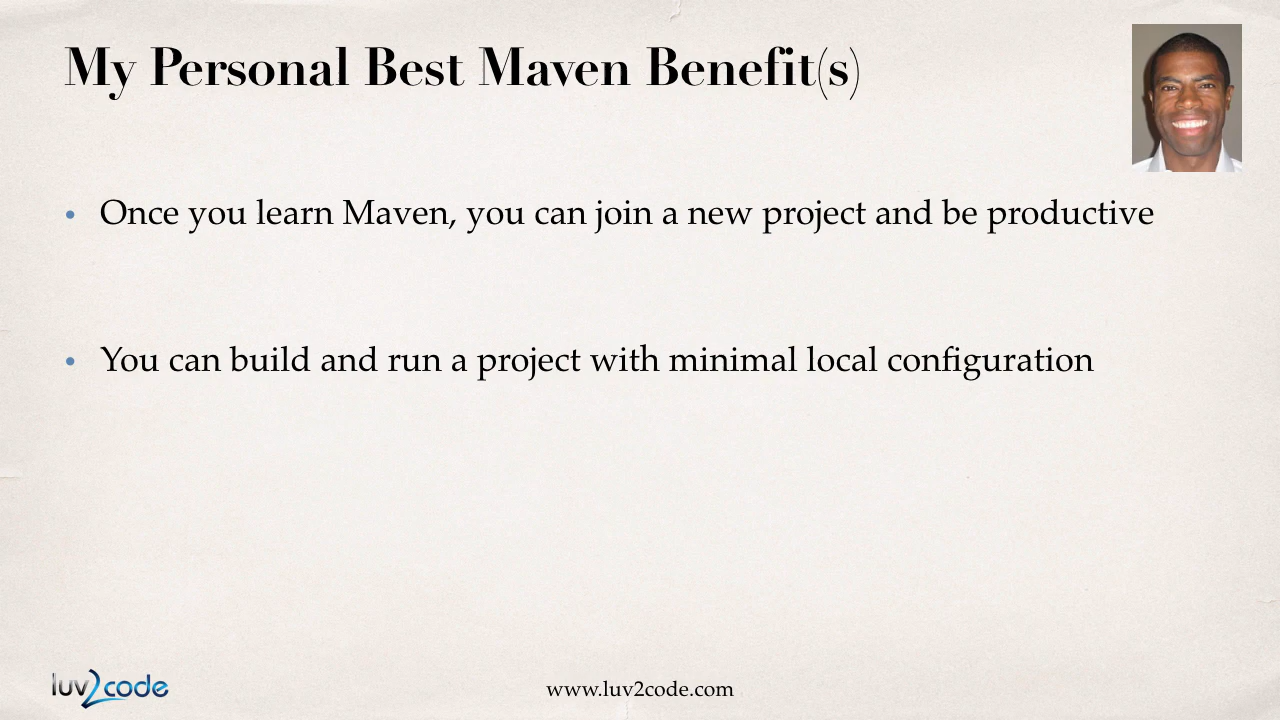 My Personal Best Maven Benefit(s)
• Once you learn Maven, you can join a new project and be productive
• You can build and run a project with minimal local configuration
luv2code
www.luv2code.com